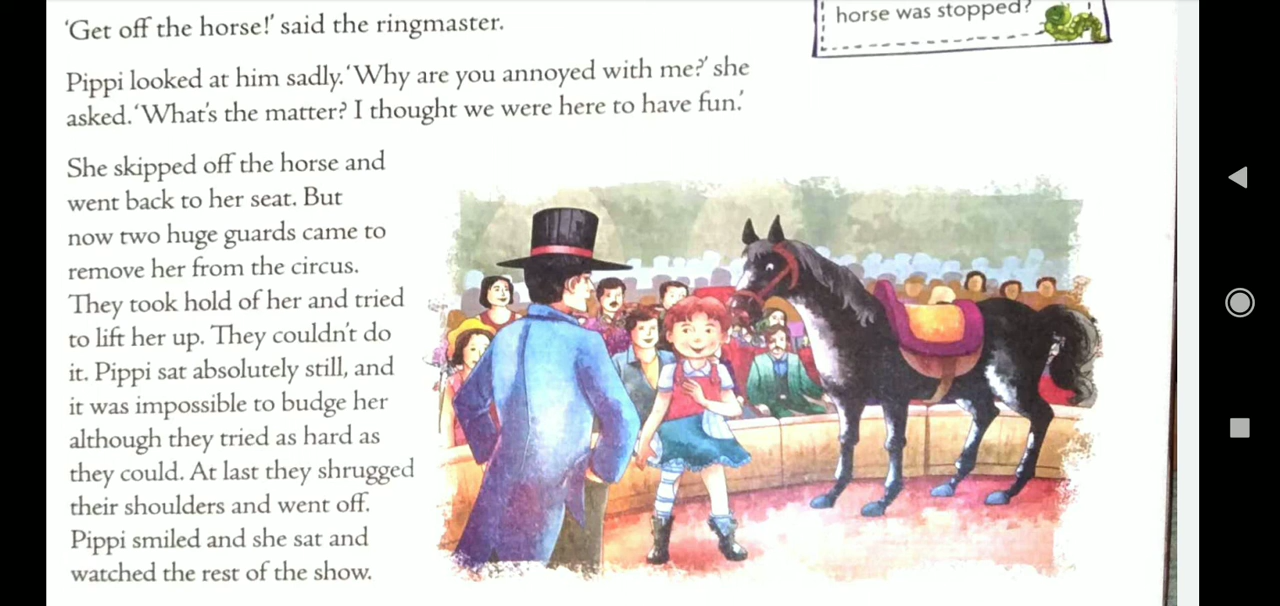 'Get off the horse!' said the ringmaster.
horse was stopped?
Pippi looked at him sadly. 'Why are you annoyed with me?' she
asked. 'What's the matter? I thought we were here to have fun.'
She skipped off the horse and
went back to her seat. But
now two huge guards came to
remove her from the circus.
They took hold of her and tried
to lift her up. They couldn't do
it. Pippi sat absolutely still, and
it was impossible to budge her
although they tried as hard as
they could. At last they shrugged
their shoulders and went off.
Pippi smiled and she sat and
watched the rest of the show.